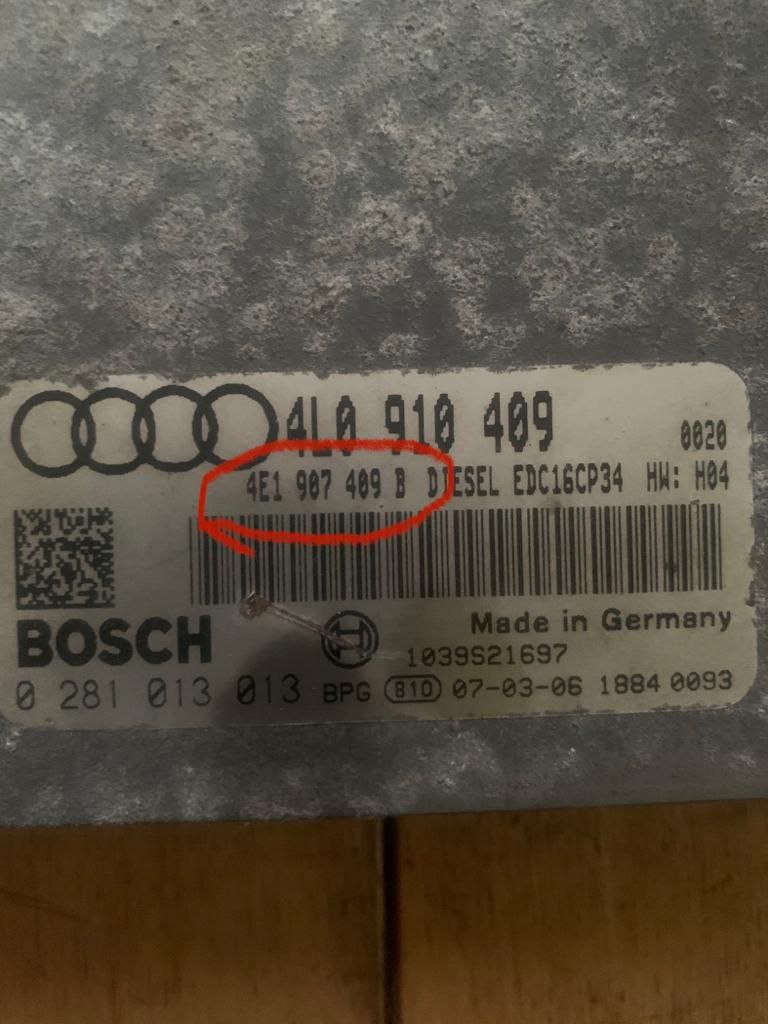 4L0 910 409 0020
4E1 907 409 B DIESEL EDC16CP34 HW: H04
BOSCH Made in Germany
1039S21697
0 281 013 013 BPG 810 07-03-06 1884 0093